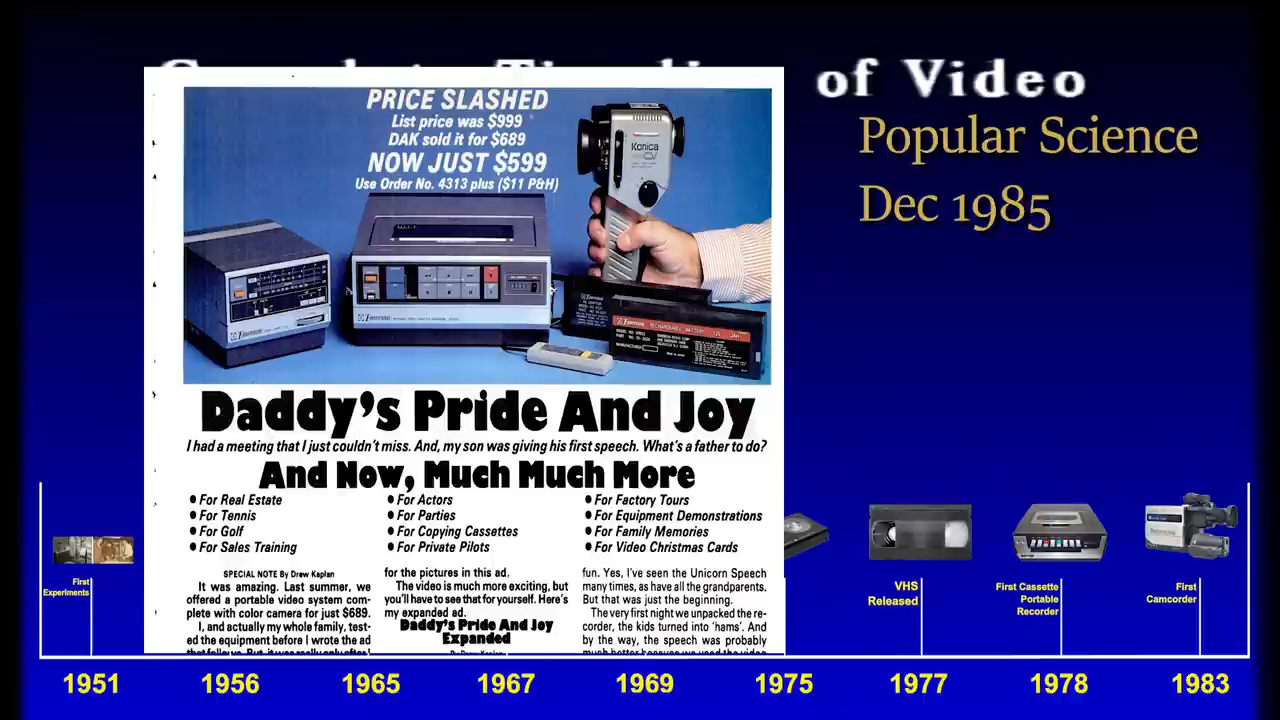 of Video
Popular Science
Dec 1985
PRICE SLASHED
List price was $999
DAK sold it for $689
NOW JUST $599
Use Order No. 4313 plus ($11 P&H)
Konica
CV
Emerson
Emerson
Emerson
Emerson RECHARGEABLE BATTERY
Daddy's Pride And Joy
I had a meeting that I just couldn't miss. And, my son was giving his first speech. What's a father to do?
And Now, Much Much More
● For Real Estate
● For Tennis
● For Golf
● For Sales Training
● For Actors
● For Parties
● For Copying Cassettes
● For Private Pilots
● For Factory Tours
● For Equipment Demonstrations
● For Family Memories
● For Video Christmas Cards
SPECIAL NOTE By Drew Kaplan
It was amazing. Last summer, we
offered a portable video system com-
plete with color camera for just $689.
I, and actually my whole family, test-
ed the equipment before I wrote the ad
for the pictures in this ad.
The video is much more exciting, but
you'll have to see that for yourself. Here's
my expanded ad.
Daddy's Pride And Joy
Expanded
fun. Yes, I've seen the Unicorn Speech
many times, as have all the grandparents.
But that was just the beginning.
The very first night we unpacked the re-
corder, the kids turned into 'hams'. And
by the way, the speech was probably
First
Experiments
VHS
Released
First Cassette
Portable
Recorder
First
Camcorder
1951
1956
1965
1967
1969
1975
1977
1978
1983